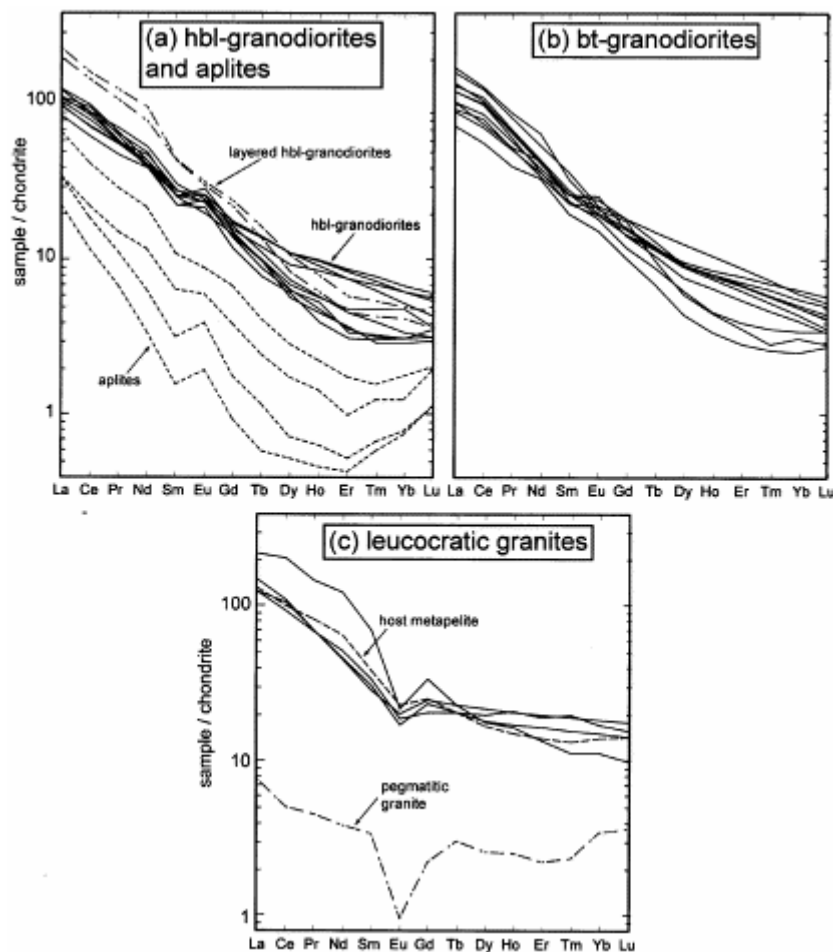 (a) hbl-granodiorites
and aplites
100
10
1
sample / chondrite
layered hbl-granodiorites
hbl-granodiorites
aplites
La Ce Pr Nd Sm Eu Gd Tb Dy Ho Er Tm Yb Lu
(b) bt-granodiorites
La Ce Pr Nd Sm Eu Gd Tb Dy Ho Er Tm Yb Lu
(c) leucocratic granites
100
10
1
sample / chondrite
host metapelite
pegmatitic
granite
La Ce Pr Nd Sm Eu Gd Tb Dy Ho Er Tm Yb Lu